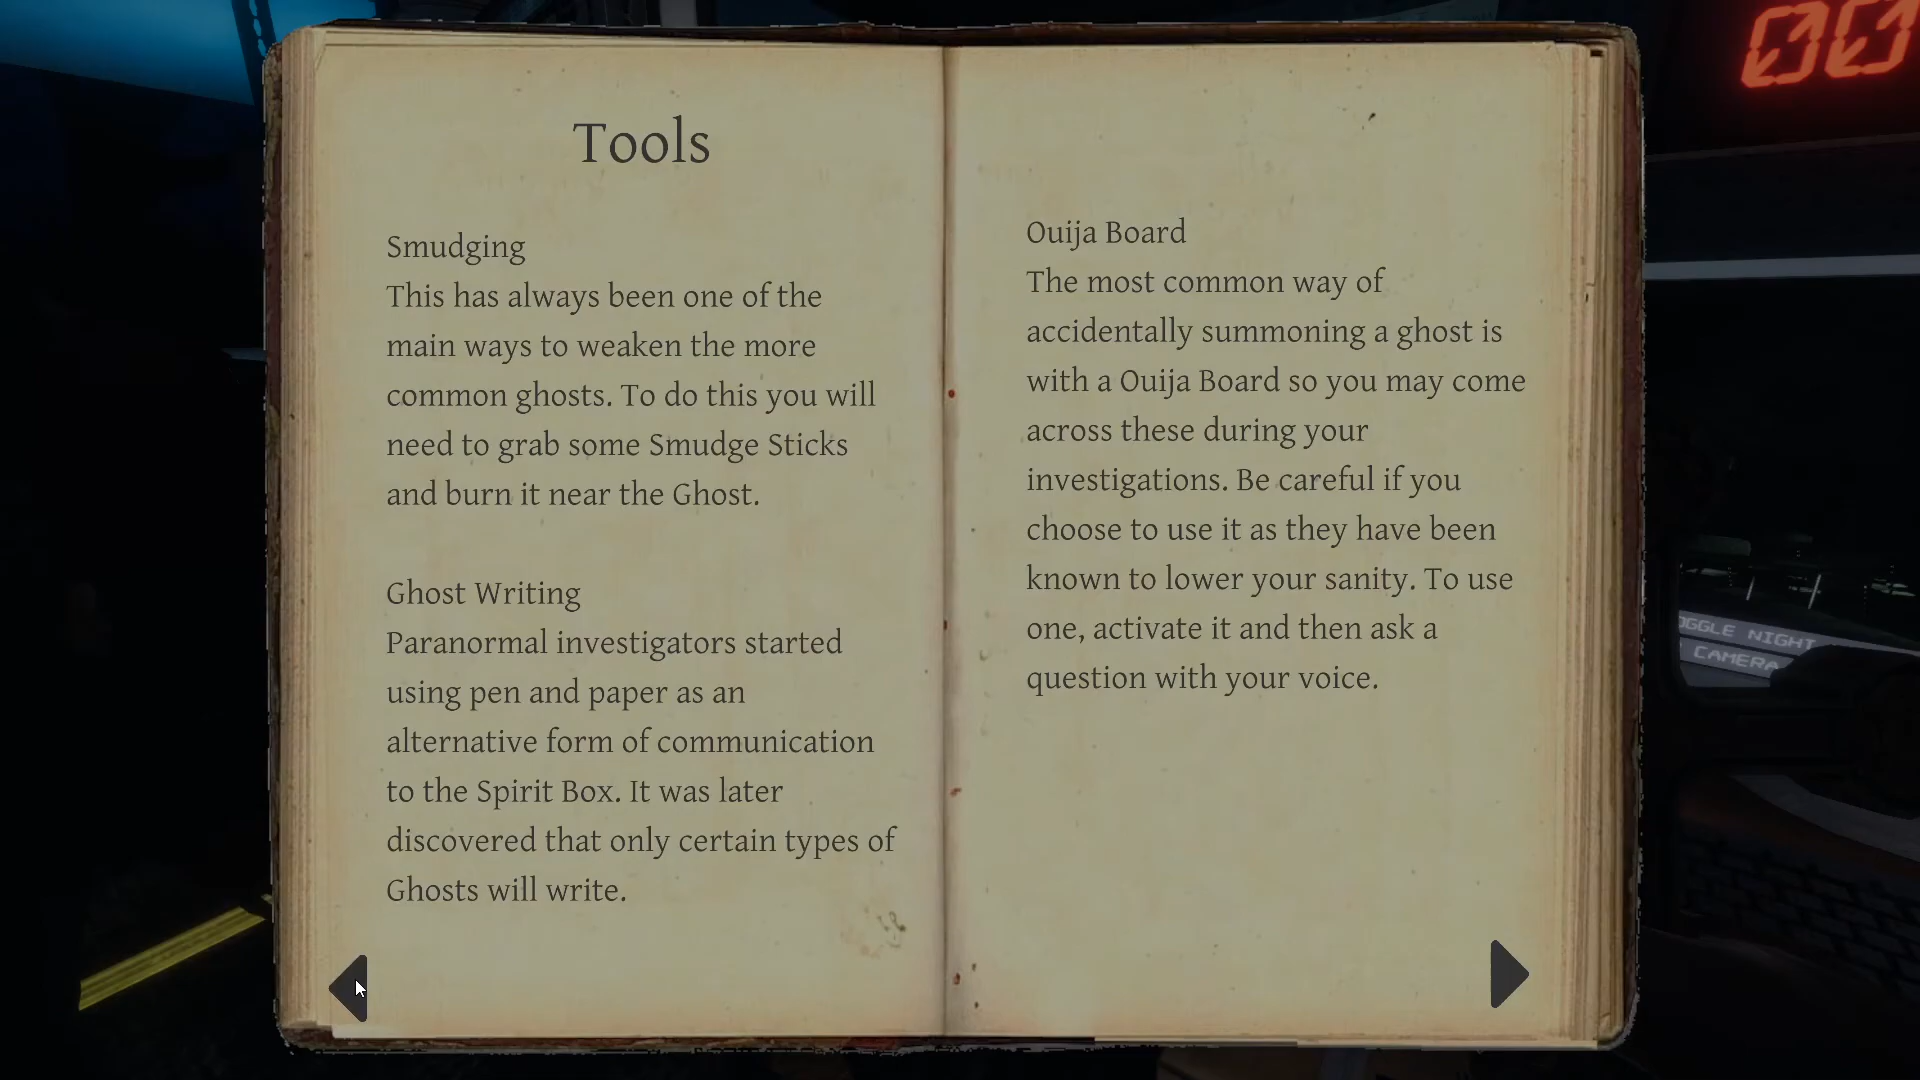 Tools
Smudging
This has always been one of the
main ways to weaken the more
common ghosts. To do this you will
need to grab some Smudge Sticks
and burn it near the Ghost.
Ghost Writing
Paranormal investigators started
using pen and paper as an
alternative form of communication
to the Spirit Box. It was later
discovered that only certain types of
Ghosts will write.
Ouija Board
The most common way of
accidentally summoning a ghost is
with a Ouija Board so you may come
across these during your
investigations. Be careful if you
choose to use it as they have been
known to lower your sanity. To use
one, activate it and then ask a
question with your voice.
00
NIGHT
CAMERA